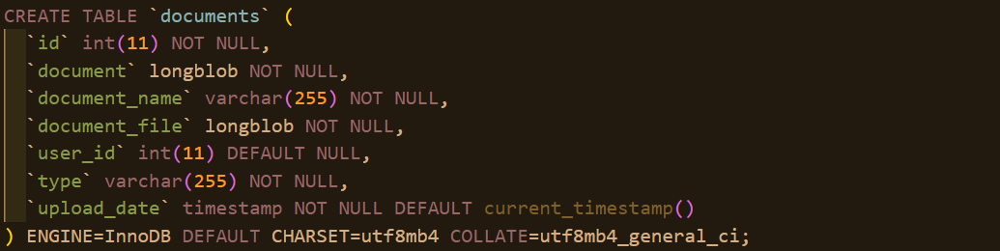 CREATE TABLE `documents` (
`id` int(11) NOT NULL,
`document` longblob NOT NULL,
`document_name` varchar(255) NOT NULL,
`document_file` longblob NOT NULL,
`user_id` int(11) DEFAULT NULL,
`type` varchar(255) NOT NULL,
`upload_date` timestamp NOT NULL DEFAULT current_timestamp()
) ENGINE=InnoDB DEFAULT CHARSET=utf8mb4 COLLATE=utf8mb4_general_ci;